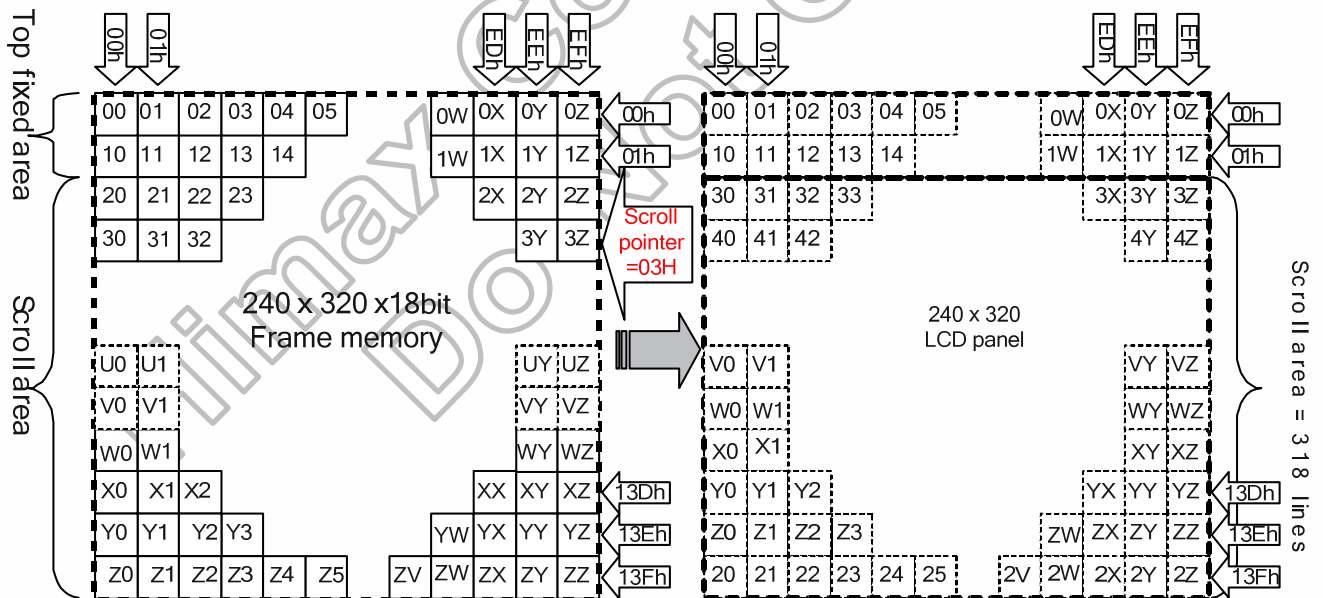 00h 01h EDh EEh EFh 00h 01h EDh EEh EFh
Top fixed area
00 01 02 03 04 05 0W 0X 0Y 0Z 00h 00 01 02 03 04 05 0W 0X 0Y 0Z 00h
10 11 12 13 14 1W 1X 1Y 1Z 01h 10 11 12 13 14 1W 1X 1Y 1Z 01h
20 21 22 23 2X 2Y 2Z 30 31 32 33 3X 3Y 3Z
30 31 32 3Y 3Z 40 41 42 4Y 4Z
Scroll
pointer
=03H
Scroll area
240 x 320 x18bit
Frame memory
240 x 320
LCD panel
Scroll area = 318 lines
U0 U1 UY UZ V0 V1 VY VZ
V0 V1 VY VZ W0 W1 WY WZ
W0 W1 WY WZ X0 X1 XY XZ
X0 X1 X2 XX XY XZ 13Dh Y0 Y1 Y2 YX YY YZ 13Dh
Y0 Y1 Y2 Y3 YW YX YY YZ 13Eh Z0 Z1 Z2 Z3 ZW ZX ZY ZZ 13Eh
Z0 Z1 Z2 Z3 Z4 Z5 ZV ZW ZX ZY ZZ 13Fh 20 21 22 23 24 25 2V 2W 2X 2Y 2Z 13Fh
Himax Co
Do Not